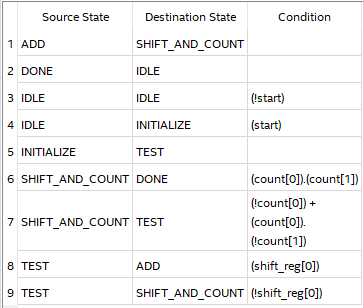 Source State Destination State Condition
1 ADD SHIFT_AND_COUNT
2 DONE IDLE
3 IDLE IDLE (!start)
4 IDLE INITIALIZE (start)
5 INITIALIZE TEST
6 SHIFT_AND_COUNT DONE (count[0]).(count[1])
7 SHIFT_AND_COUNT TEST (!count[0]) +
(count[0]).
(!count[1])
8 TEST ADD (shift_reg[0])
9 TEST SHIFT_AND_COUNT (!shift_reg[0])